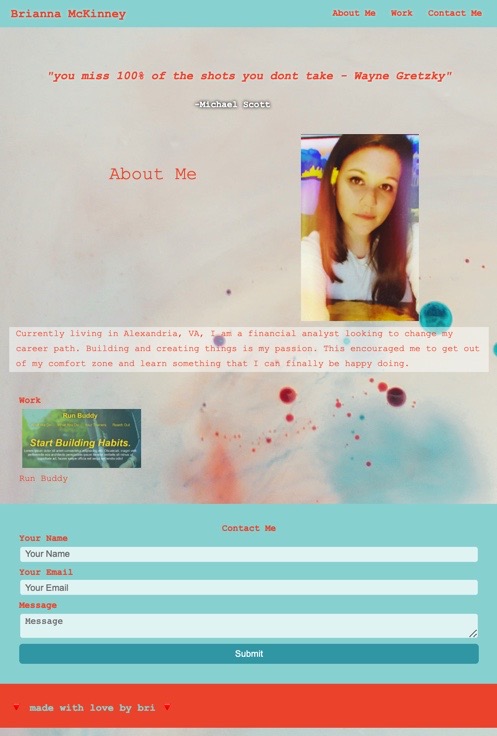 Brianna McKinney
About Me Work Contact Me
"you miss 100% of the shots you dont take - Wayne Gretzky"
-Michael Scott
About Me
Currently living in Alexandria, VA, I am a financial analyst looking to change my
career path. Building and creating things is my passion. This encouraged me to get out
of my comfort zone and learn something that I can finally be happy doing.
Work
Run Buddy
Start Building Habits.
Run Buddy
Contact Me
Your Name
Your Name
Your Email
Your Email
Message
Message
Submit
▼ made with love by bri ▼